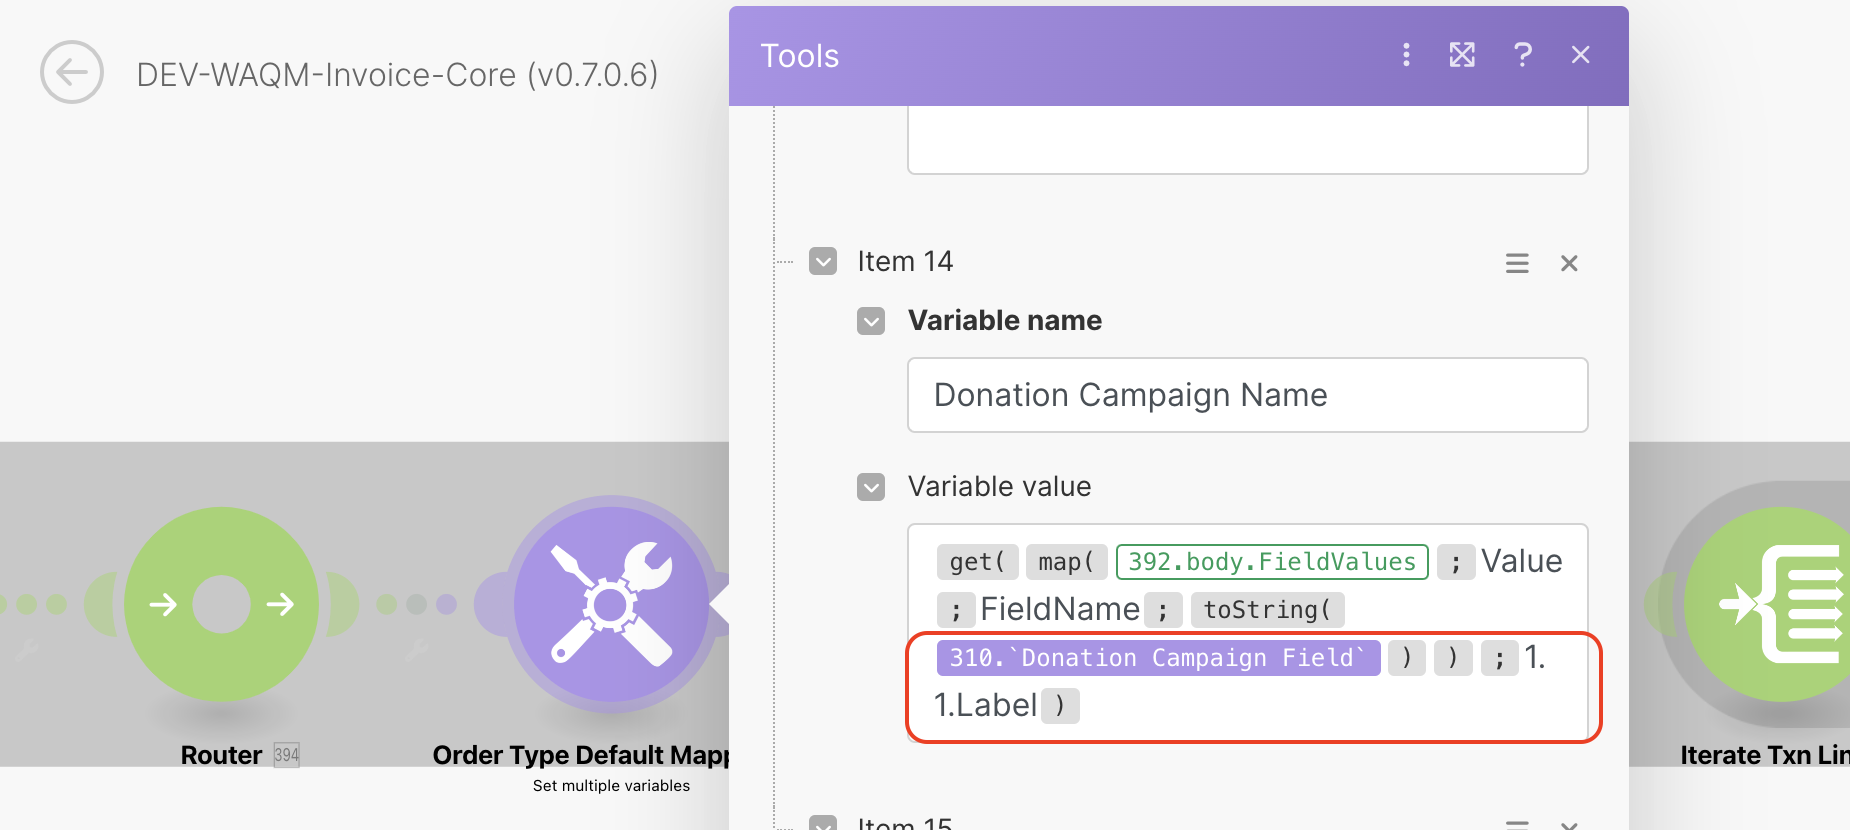 DEV-WAQM-Invoice-Core (v0.7.0.6)
Tools
Item 14
Variable name
Donation Campaign Name
Variable value
get( map( 392.body.FieldValues ; Value
; FieldName ; toString(
310.`Donation Campaign Field` ) ) ; 1.
1.Label )
Router 394
Order Type Default Mapp
Set multiple variables
Iterate Txn Lin
Item 15